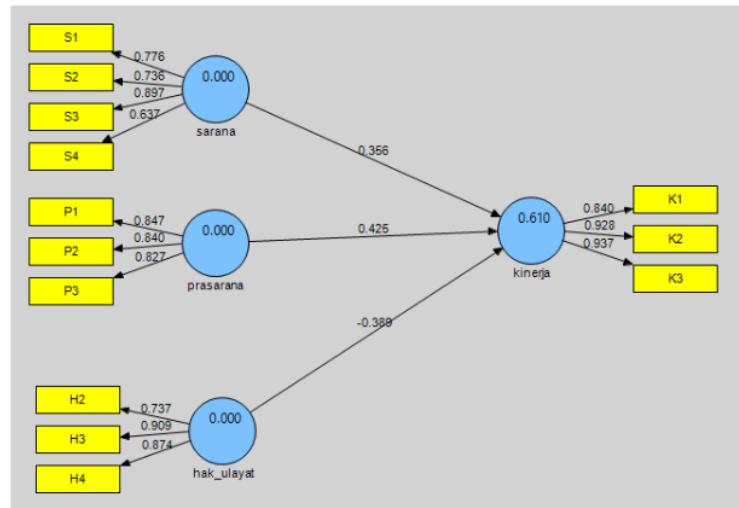 S1
0.776
S2
0.736
S3
0.897
S4
0.637
0.000
sarana
0.356
P1
0.847
P2
0.840
P3
0.827
0.000
prasarana
0.425
H2
0.737
H3
0.909
H4
0.874
0.000
hak_ulayat
-0.389
0.610
kinerja
0.840
K1
0.928
K2
0.937
K3